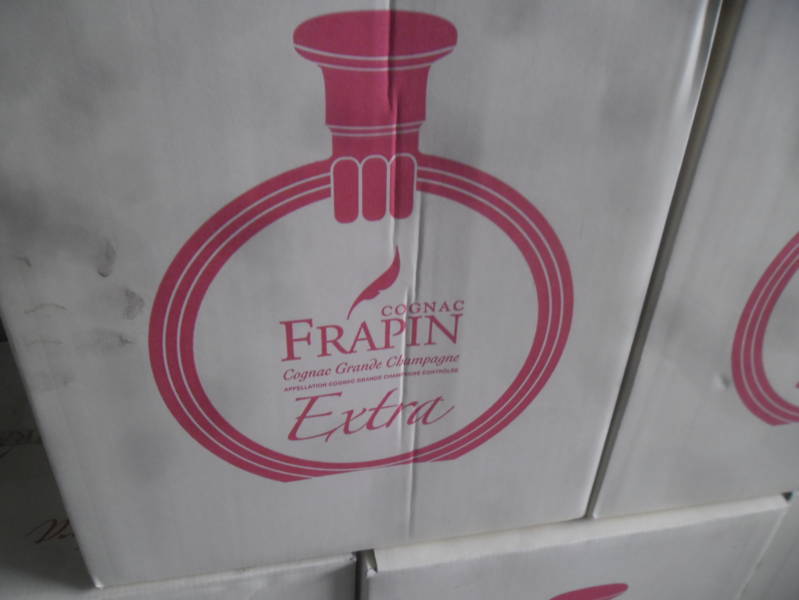 COGNAC
FRAPIN
Cognac Grande Champagne
APPELLATION COGNAC GRANDE CHAMPAGNE CONTRÔLÉE
Extra